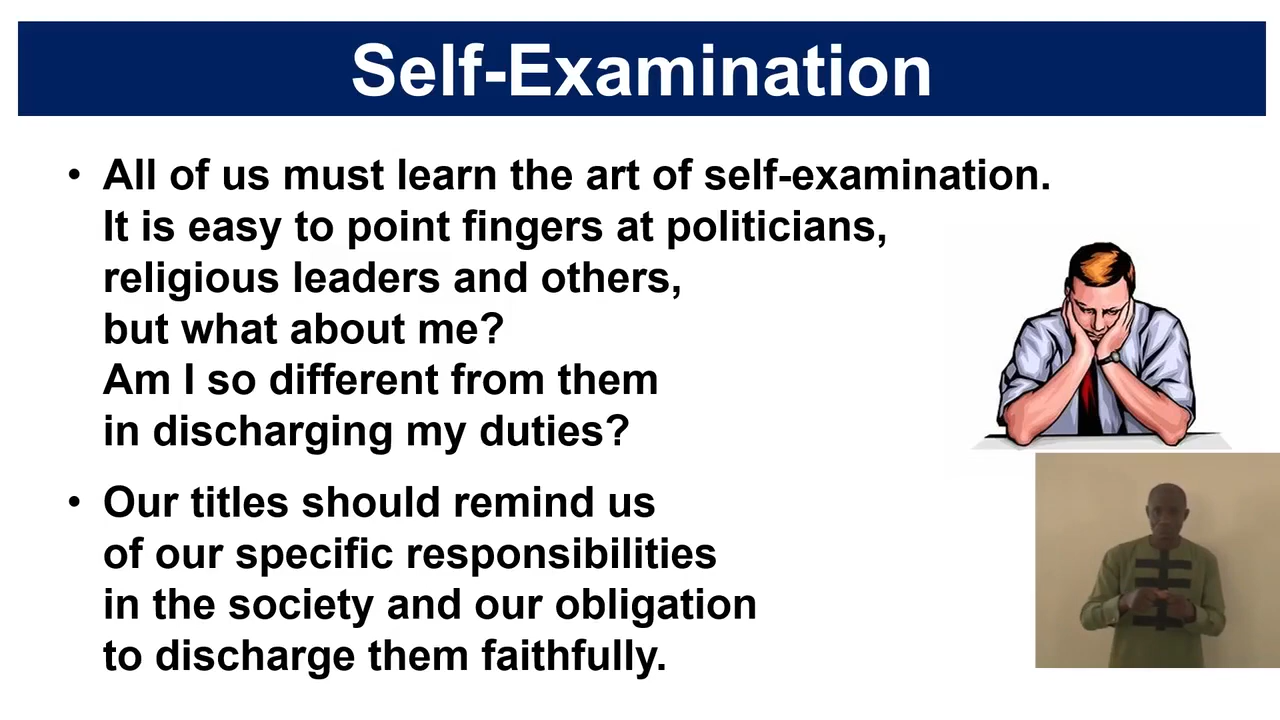 Self-Examination
• All of us must learn the art of self-examination.
It is easy to point fingers at politicians,
religious leaders and others,
but what about me?
Am I so different from them
in discharging my duties?
• Our titles should remind us
of our specific responsibilities
in the society and our obligation
to discharge them faithfully.